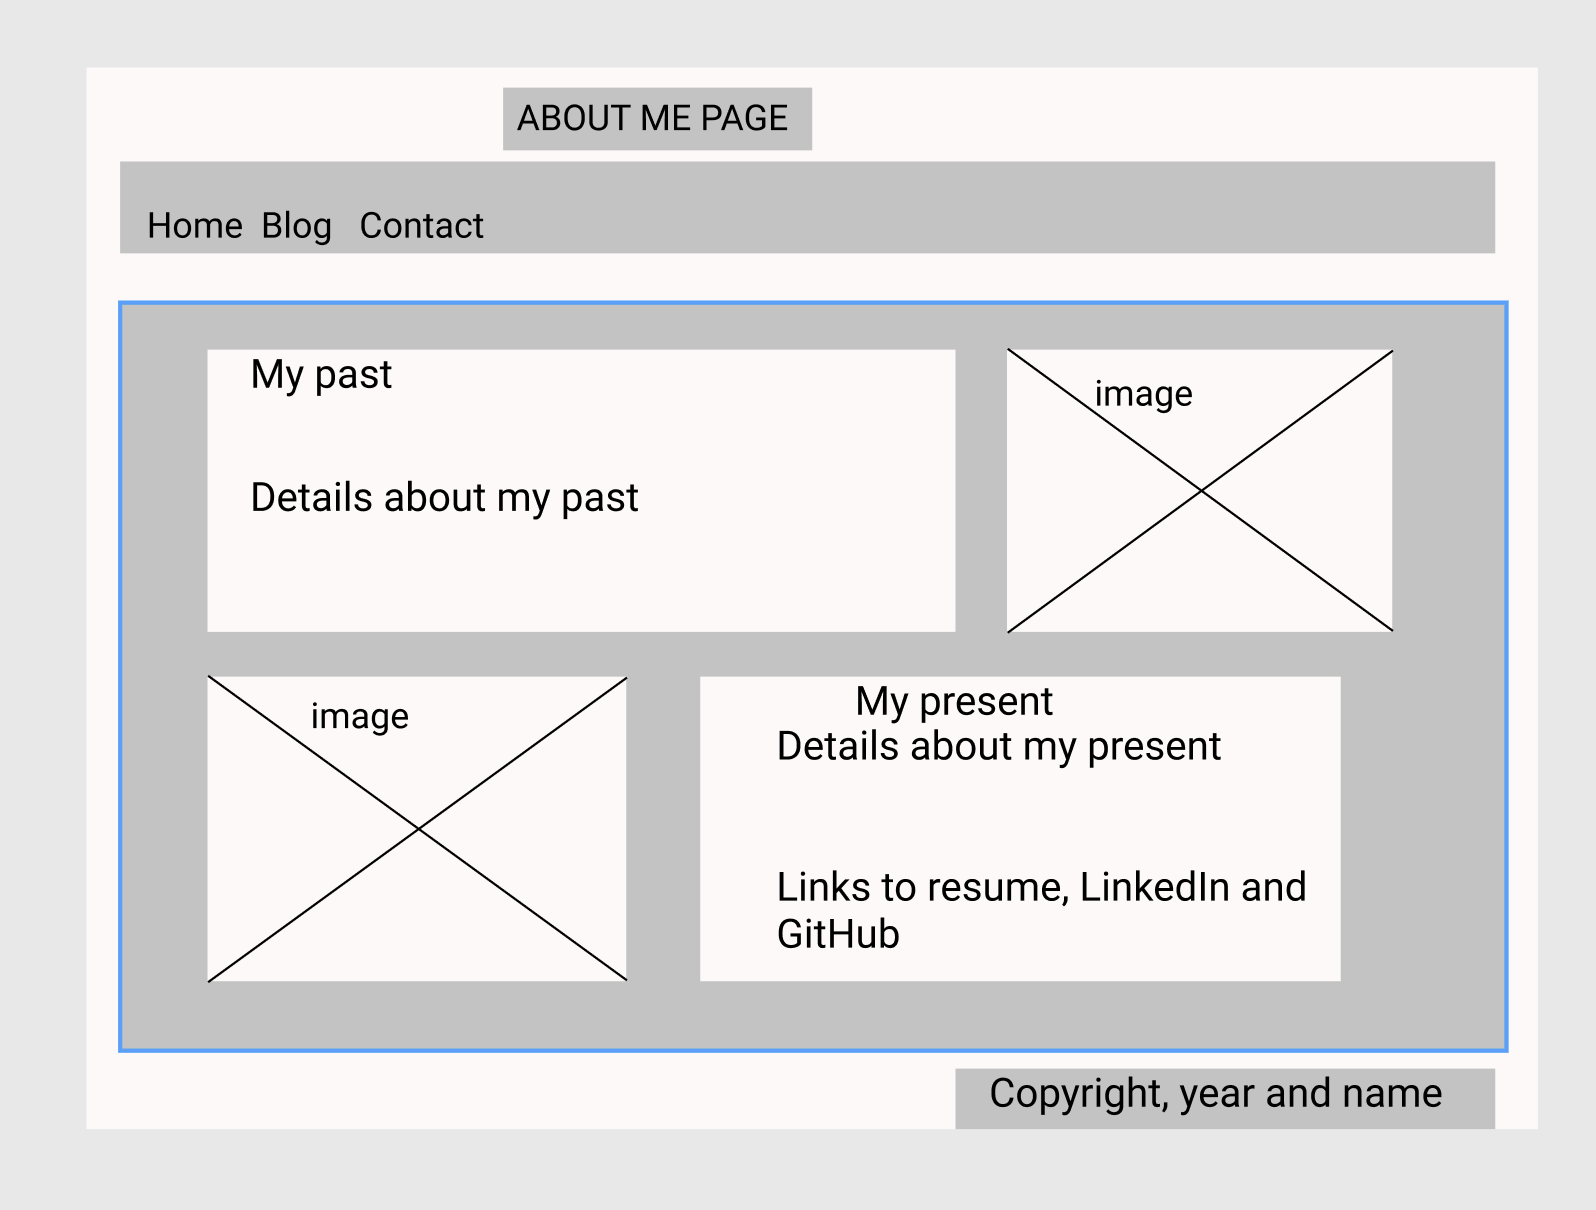 ABOUT ME PAGE
Home Blog Contact
My past
Details about my past
image
image
My present
Details about my present
Links to resume, LinkedIn and
GitHub
Copyright, year and name